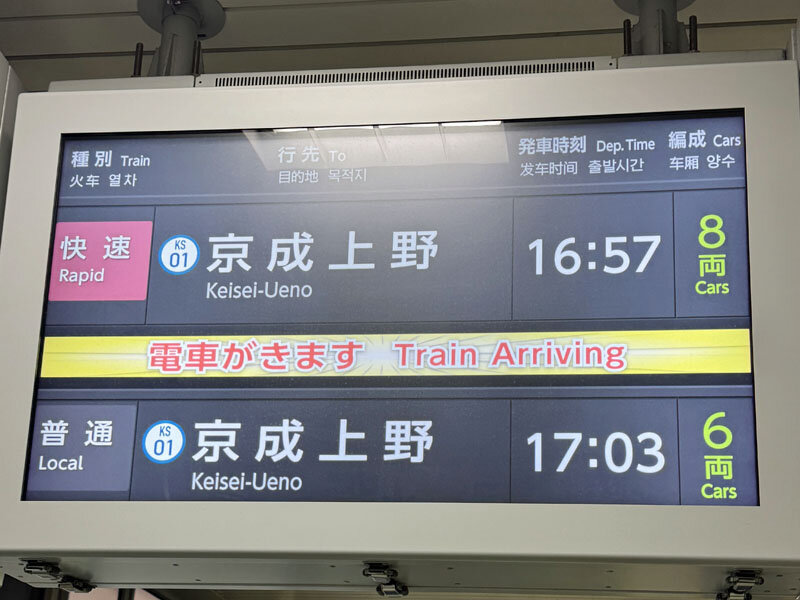 種別 Train 行先 To 発車時刻 Dep.Time 編成 Cars
火车 열차 目的地 목적지 发车时间 출발시간 车厢 양수
快速 KS 01 京成上野 16:57 8両
Rapid Keisei-Ueno Cars
電車がきます Train Arriving
普通 KS 01 京成上野 17:03 6両
Local Keisei-Ueno Cars